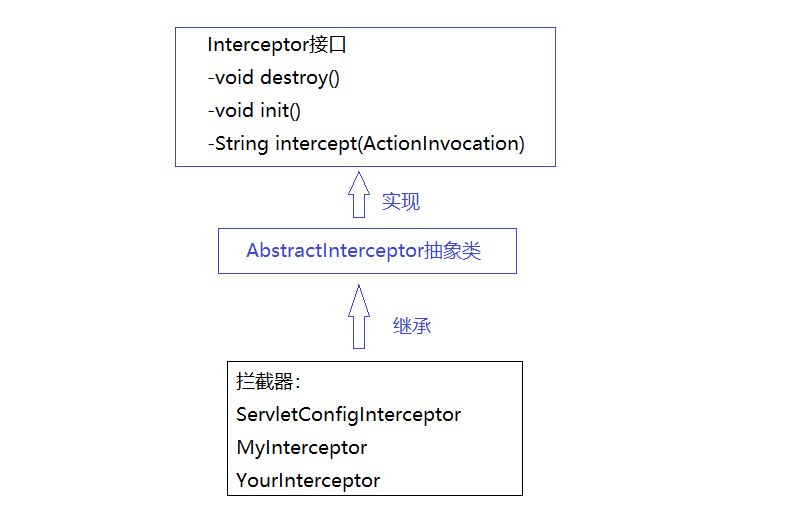 Interceptor接口
-void destroy()
-void init()
-String intercept(ActionInvocation)
实现
AbstractInterceptor抽象类
继承
拦截器：
ServletConfigInterceptor
MyInterceptor
YourInterceptor